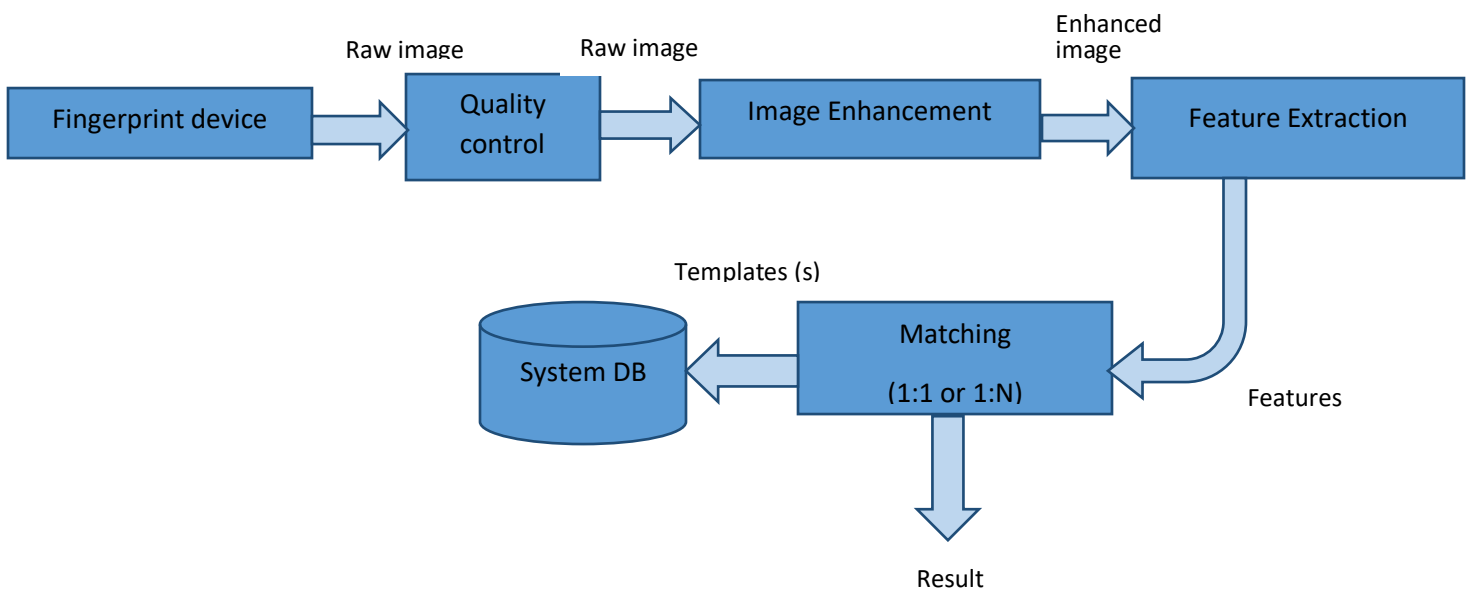 Raw image
Raw image
Enhanced
image
Fingerprint device
Quality
control
Image Enhancement
Feature Extraction
Templates (s)
System DB
Matching
(1:1 or 1:N)
Features
Result